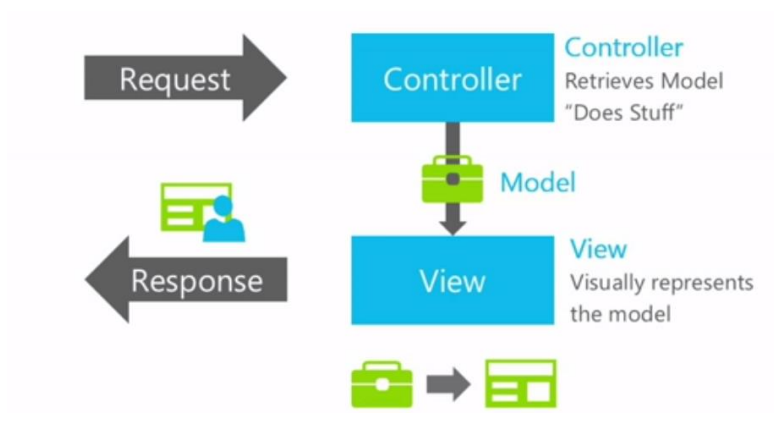 Request
Controller
Controller
Retrieves Model
"Does Stuff"
Model
Response
View
View
Visually represents
the model